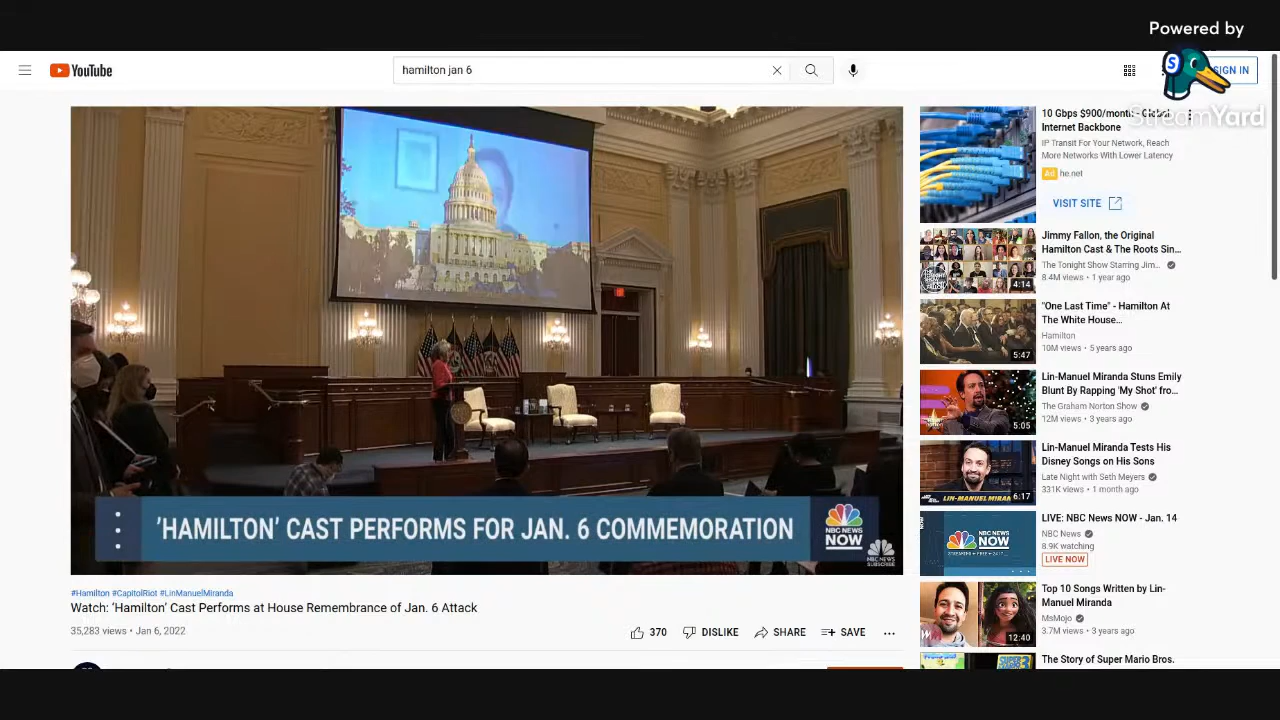 Powered by
StreamYard
YouTube
hamilton jan 6
SIGN IN
'HAMILTON' CAST PERFORMS FOR JAN. 6 COMMEMORATION
NBC NEWS
NOW
NBC NEWS
SUBSCRIBE
#Hamilton #CapitolRiot #LinManuelMiranda
Watch: 'Hamilton' Cast Performs at House Remembrance of Jan. 6 Attack
35,283 views • Jan 6, 2022
370
DISLIKE
SHARE
SAVE
10 Gbps $900/month - Global
Internet Backbone
IP Transit For Your Network, Reach
More Networks With Lower Latency
Ad he.net
VISIT SITE
4:14
Jimmy Fallon, the Original
Hamilton Cast & The Roots Sin...
The Tonight Show Starring Jim...
8.4M views • 1 year ago
5:47
"One Last Time" - Hamilton At
The White House...
Hamilton
10M views • 5 years ago
5:05
Lin-Manuel Miranda Stuns Emily
Blunt By Rapping 'My Shot' fro...
The Graham Norton Show
12M views • 3 years ago
6:17
Lin-Manuel Miranda Tests His
Disney Songs on His Sons
Late Night with Seth Meyers
331K views • 1 month ago
NBC NEWS
NOW
LIVE: NBC News NOW - Jan. 14
NBC News
8.9K watching
LIVE NOW
12:40
Top 10 Songs Written by Lin-
Manuel Miranda
MsMojo
3.7M views • 3 years ago
The Story of Super Mario Bros.